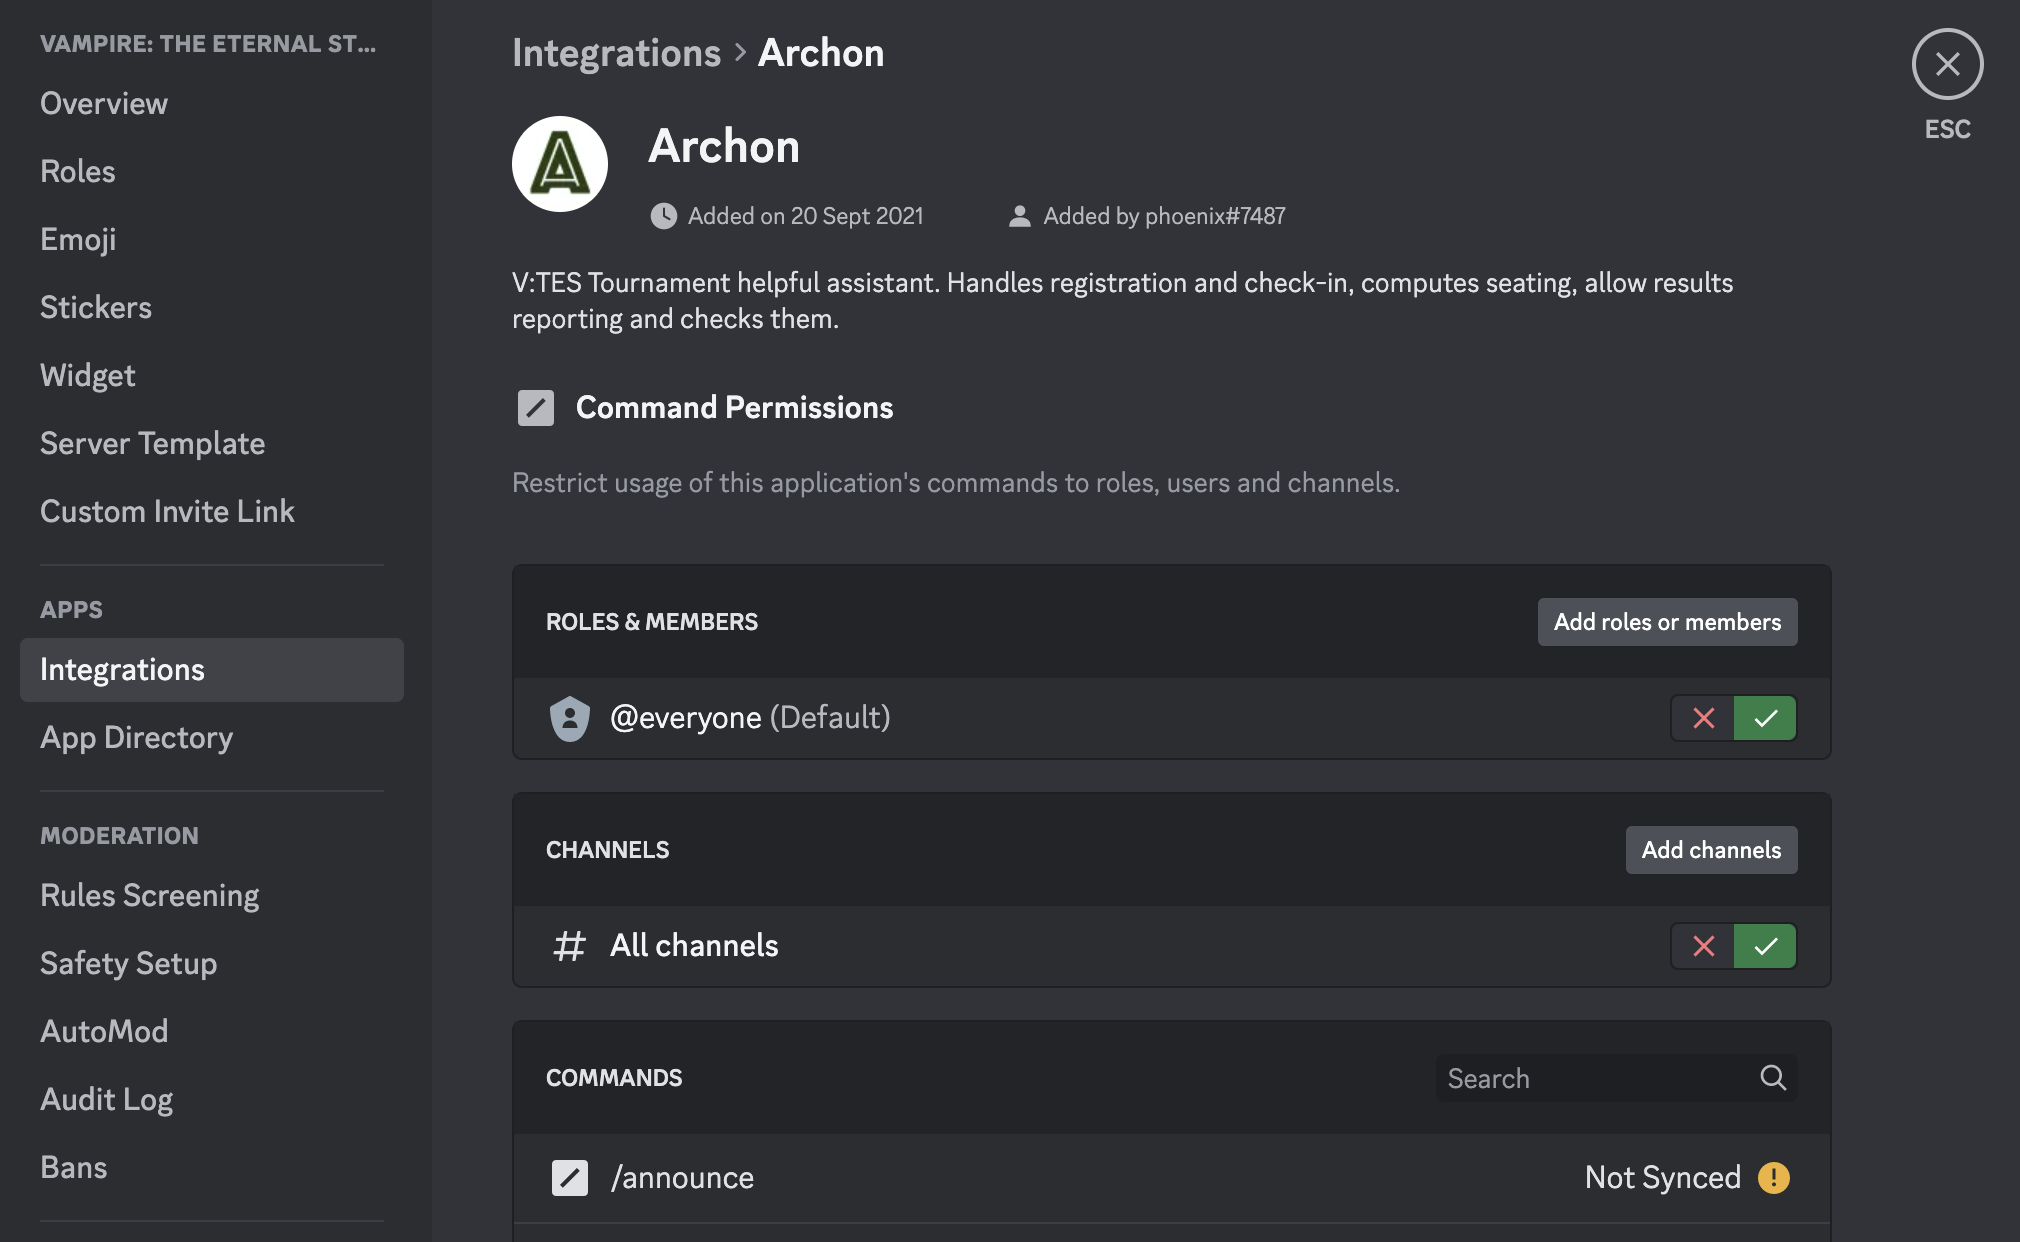 VAMPIRE: THE ETERNAL ST...
Overview
Roles
Emoji
Stickers
Widget
Server Template
Custom Invite Link
APPS
Integrations
App Directory
MODERATION
Rules Screening
Safety Setup
AutoMod
Audit Log
Bans
Integrations > Archon
ESC
A
Archon
Added on 20 Sept 2021
Added by phoenix#7487
V:TES Tournament helpful assistant. Handles registration and check-in, computes seating, allow results
reporting and checks them.
Command Permissions
Restrict usage of this application's commands to roles, users and channels.
ROLES & MEMBERS
Add roles or members
@everyone (Default)
CHANNELS
Add channels
# All channels
COMMANDS
Search
/announce
Not Synced